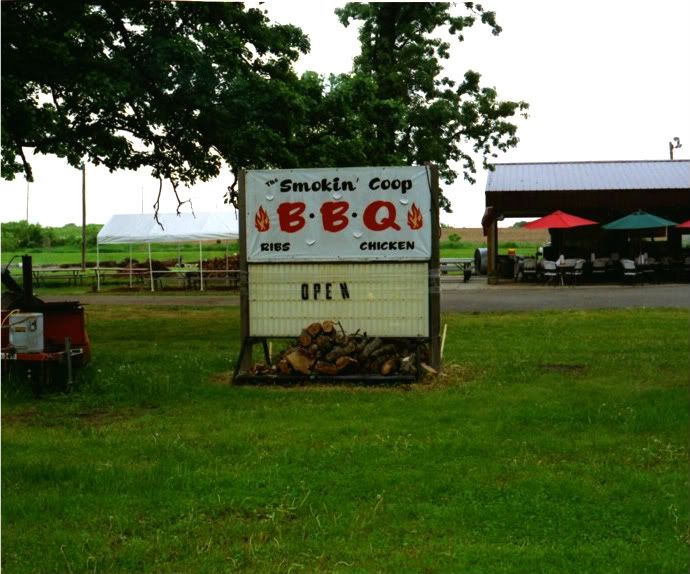 The Smokin' Coop
B·B·Q
RIBS CHICKEN
OPEN